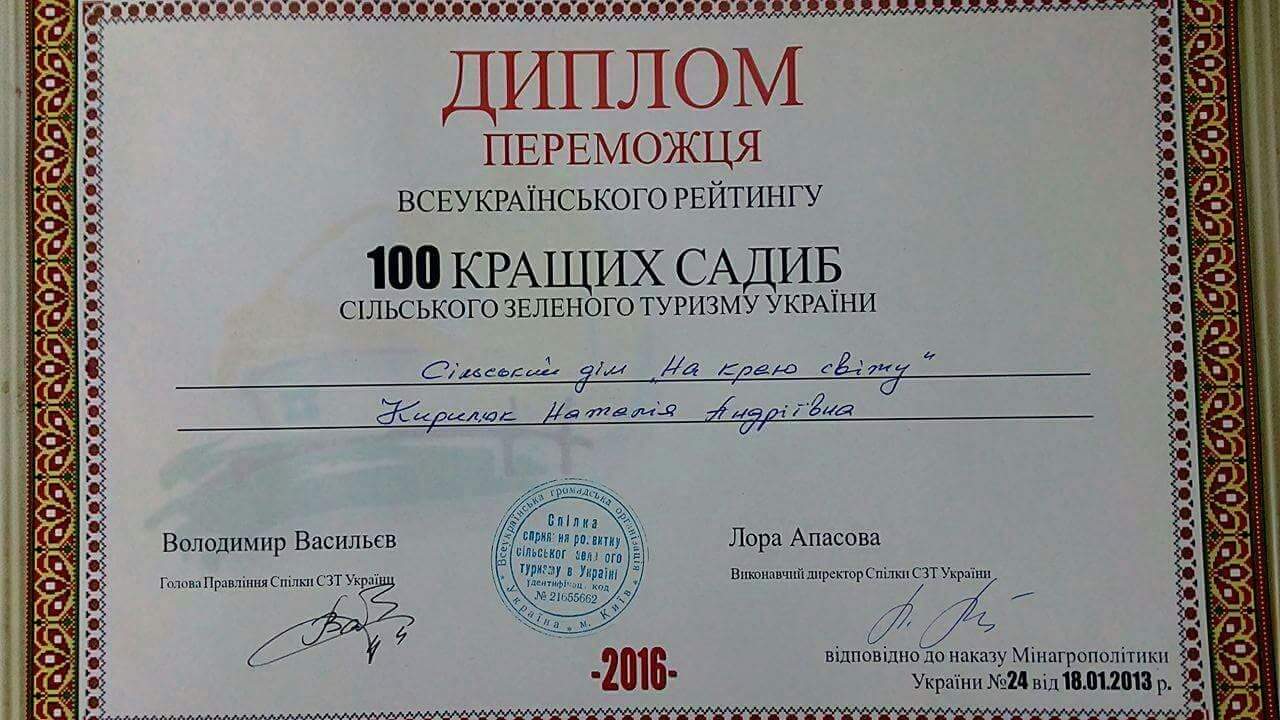 ДИПЛОМ
ПЕРЕМОЖЦЯ
ВСЕУКРАЇНСЬКОГО РЕЙТИНГУ
100 КРАЩИХ САДИБ
СІЛЬСЬКОГО ЗЕЛЕНОГО ТУРИЗМУ УКРАЇНИ
Сільський дім „На краю світу"
Кирилюк Наталія Андріївна
Володимир Васильєв
Голова Правління Спілки СЗТ України
Всеукраїнська громадська організація
Спілка
сприяння розвитку
сільського зеленого
туризму в Україні
ідентифікац. код
№ 21655662
* Україна * м. Київ *
Лора Апасова
Виконавчий директор Спілки СЗТ України
-2016-
відповідно до наказу Мінагрополітики
України №24 від 18.01.2013 р.